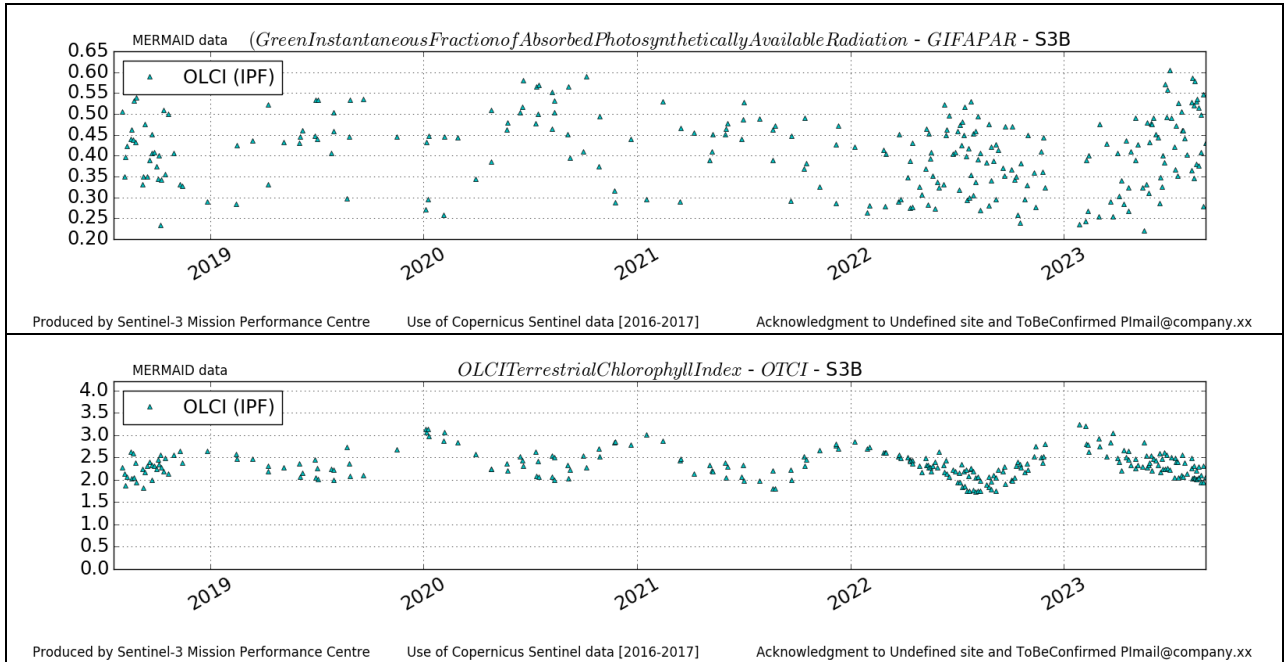 MERMAID data (GreenInstantaneousFractionofAbsorbedPhotosyntheticallyAvailableRadiation - GIFAPAR - S3B
0.65
0.60
0.55
0.50
0.45
0.40
0.35
0.30
0.25
0.20
OLCI (IPF)
2019 2020 2021 2022 2023
Produced by Sentinel-3 Mission Performance Centre Use of Copernicus Sentinel data [2016-2017] Acknowledgment to Undefined site and ToBeConfirmed PImail@company.xx
MERMAID data OLCITerrestrialChlorophyllIndex - OTCI - S3B
4.0
3.5
3.0
2.5
2.0
1.5
1.0
0.5
0.0
OLCI (IPF)
2019 2020 2021 2022 2023
Produced by Sentinel-3 Mission Performance Centre Use of Copernicus Sentinel data [2016-2017] Acknowledgment to Undefined site and ToBeConfirmed PImail@company.xx